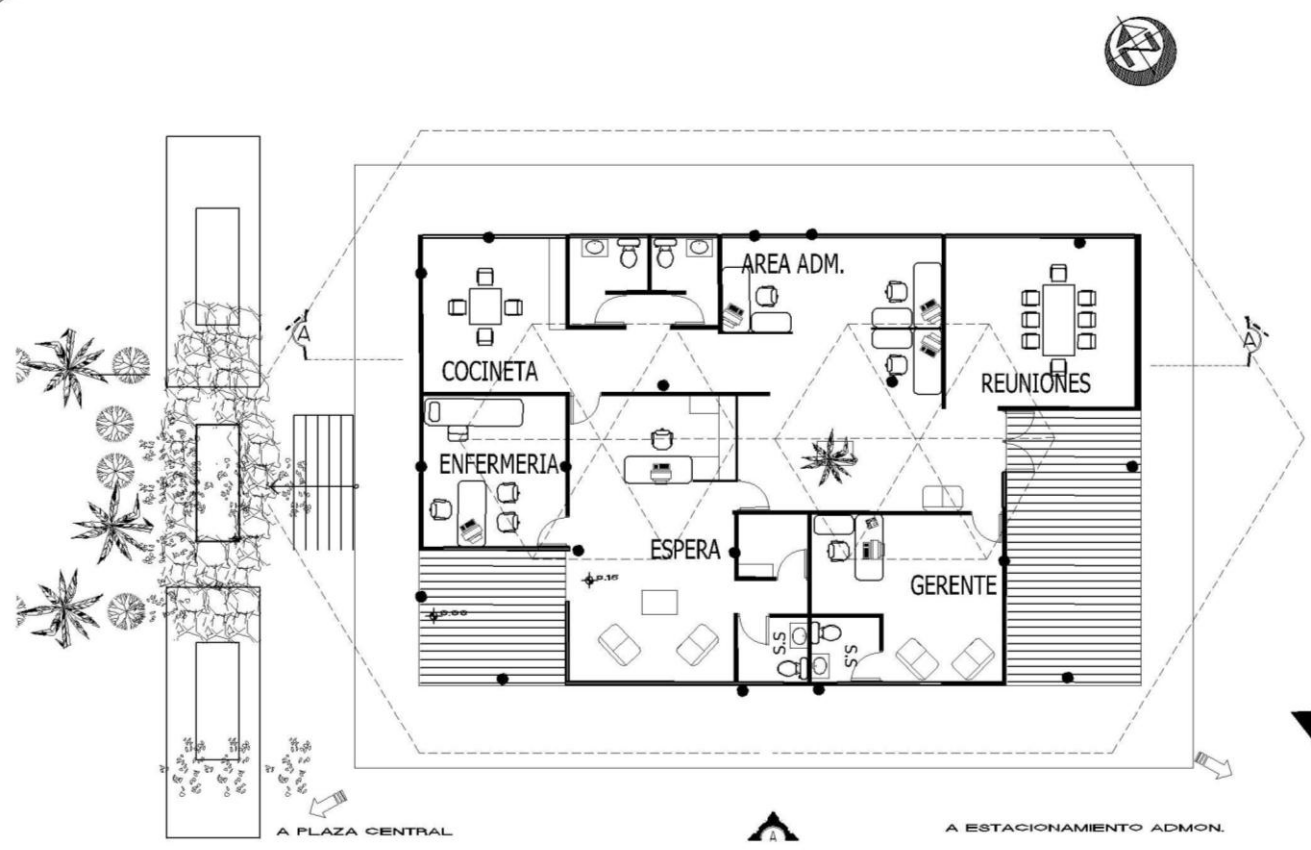 AREA ADM.
A
A
COCINETA
REUNIONES
ENFERMERIA
ESPERA
GERENTE
S.S
S.S
A PLAZA CENTRAL
A
A ESTACIONAMIENTO ADMON.